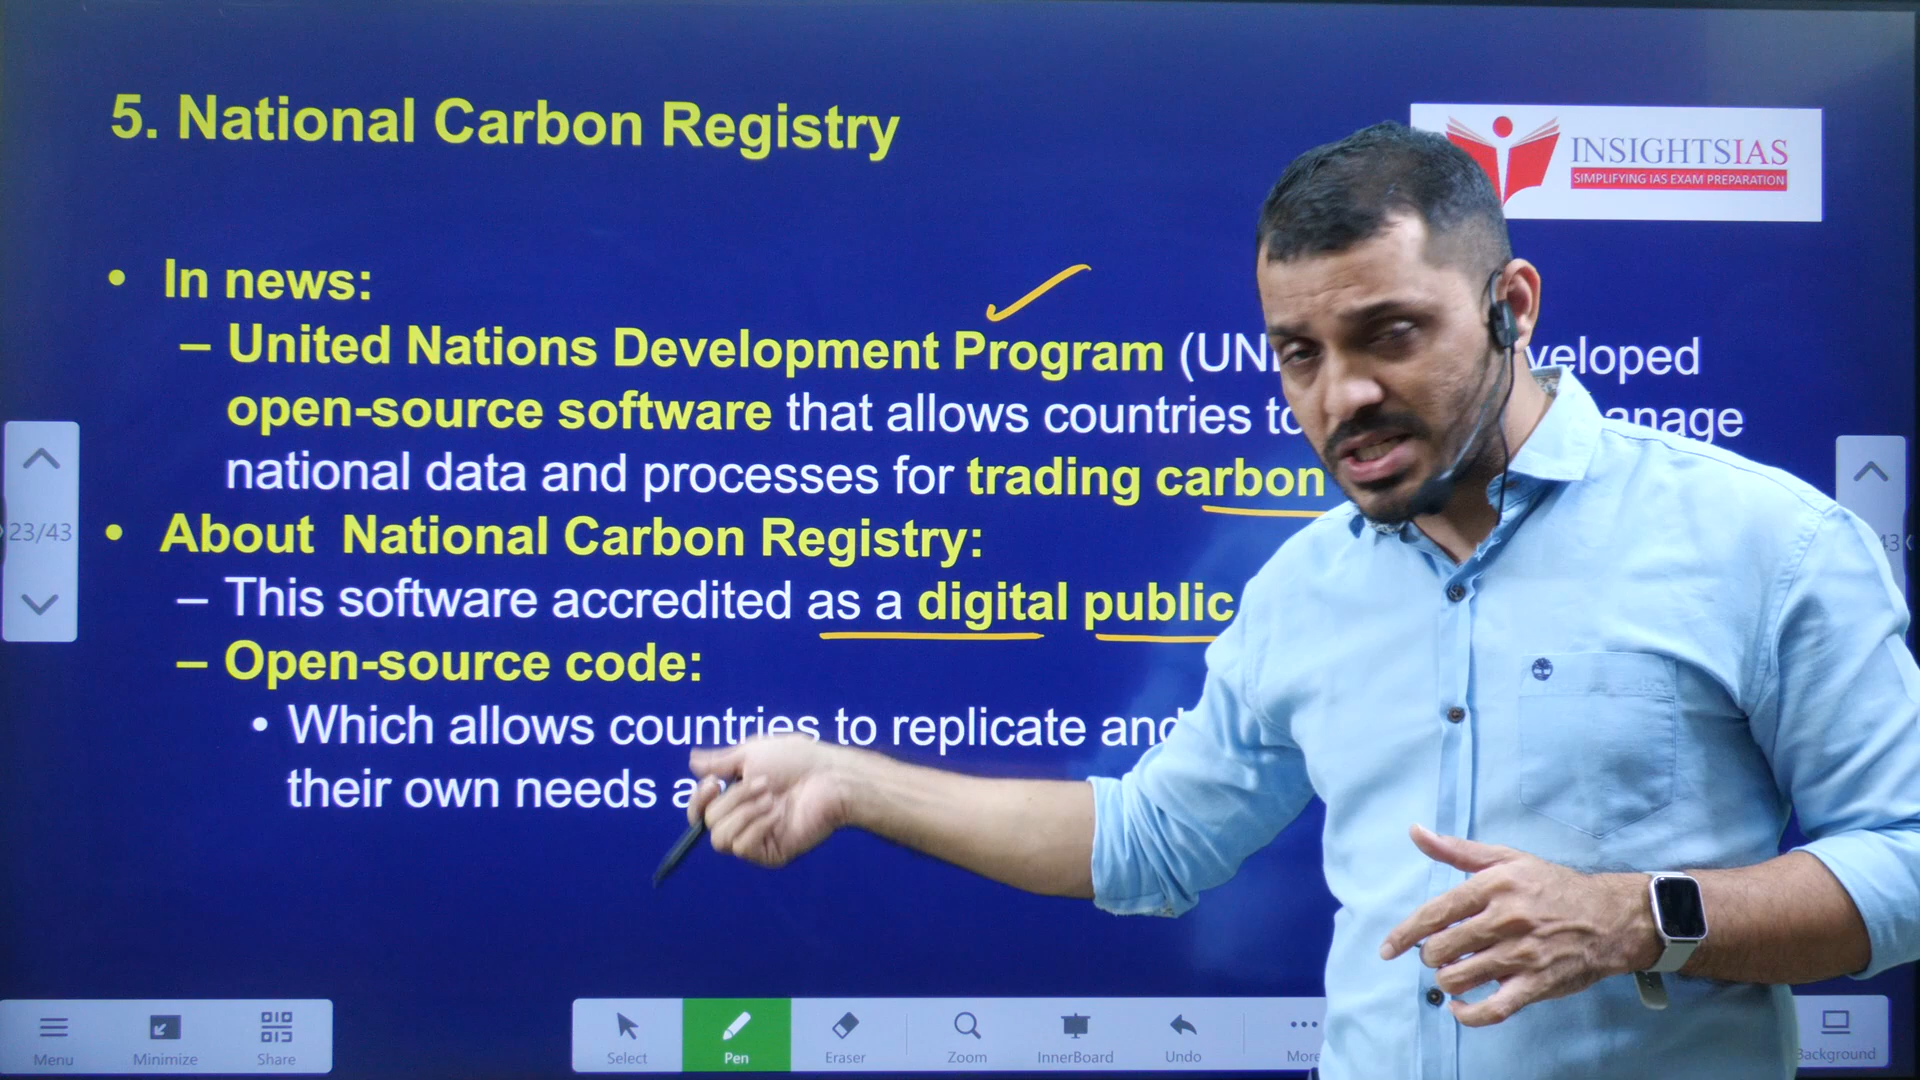 5. National Carbon Registry
INSIGHTSIAS
SIMPLIFYING IAS EXAM PREPARATION
• In news:
– United Nations Development Program (UN veloped
open-source software that allows countries to anage
national data and processes for trading carbon
• About National Carbon Registry:
– This software accredited as a digital public
– Open-source code:
• Which allows countries to replicate and
their own needs a
23/43
43
Menu Minimize Share Select Pen Eraser Zoom InnerBoard Undo More Background